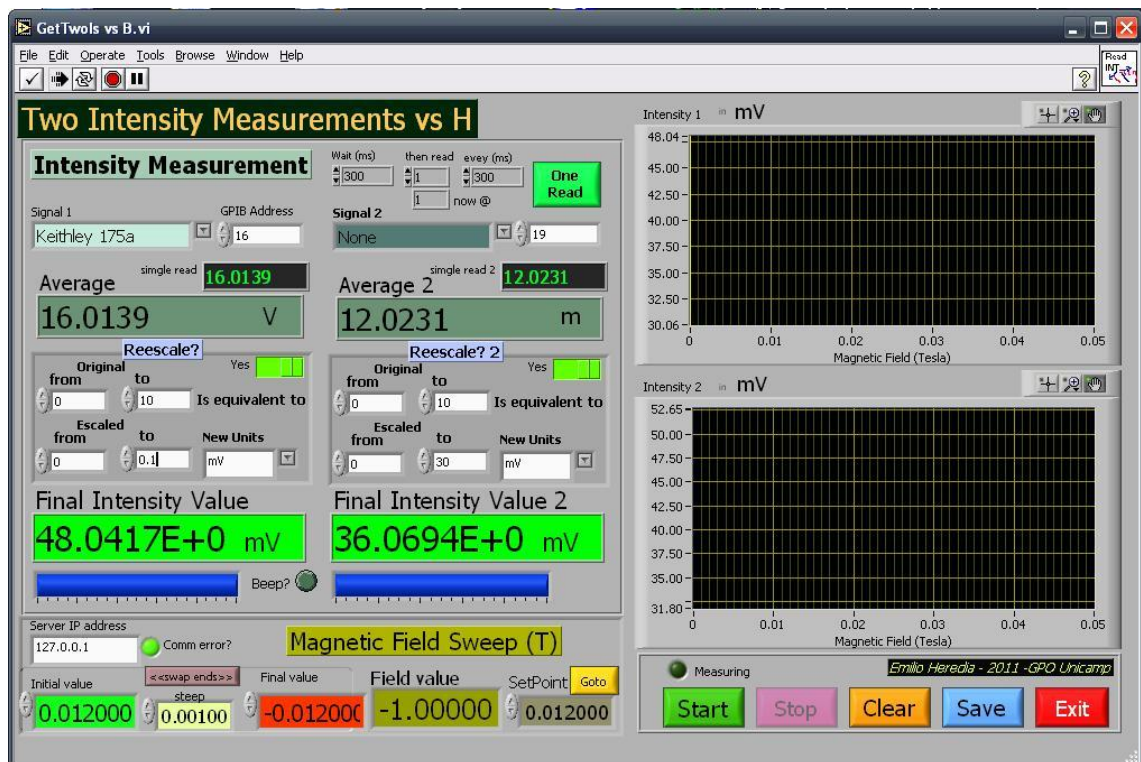 GetTwoIs vs B.vi
File Edit Operate Tools Browse Window Help
Read
INT
Two Intensity Measurements vs H
Intensity Measurement
Wait (ms) then read evey (ms)
300 1 300
1 now @
One
Read
Signal 1 GPIB Address
Keithley 175a 16
Signal 2
None 19
simgle read 16.0139
Average
16.0139 V
simgle read 2 12.0231
Average 2
12.0231 m
Reescale?
Yes
Original
from to
0 10 Is equivalent to
Escaled
from to New Units
0 0.1 mV
Reescale? 2
Yes
Original
from to
0 10 Is equivalent to
Escaled
from to New Units
0 30 mV
Final Intensity Value
48.0417E+0 mV
Final Intensity Value 2
36.0694E+0 mV
Beep?
Server IP address
127.0.0.1 Comm error?
Magnetic Field Sweep (T)
Initial value <<swap ends>> Final value Field value SetPoint Goto
steep
0.012000 0.00100 -0.01200 -1.00000 0.012000
Intensity 1 in mV
48.04
45.00
42.50
40.00
37.50
35.00
32.50
30.06
0 0.01 0.02 0.03 0.04 0.05
Magnetic Field (Tesla)
Intensity 2 in mV
52.65
50.00
47.50
45.00
42.50
40.00
37.50
35.00
31.80
0 0.01 0.02 0.03 0.04 0.05
Magnetic Field (Tesla)
Measuring
Emilio Heredia - 2011 -GPO Unicamp
Start Stop Clear Save Exit